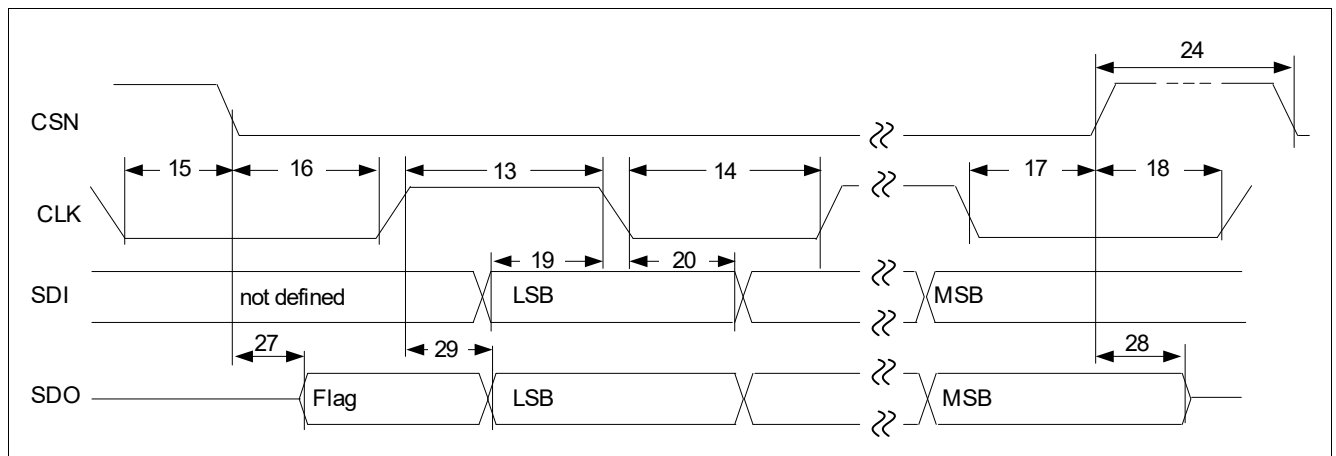 24
CSN
15 16 13 14 17 18
CLK
19 20
SDI not defined LSB MSB
27 29 28
SDO Flag LSB MSB